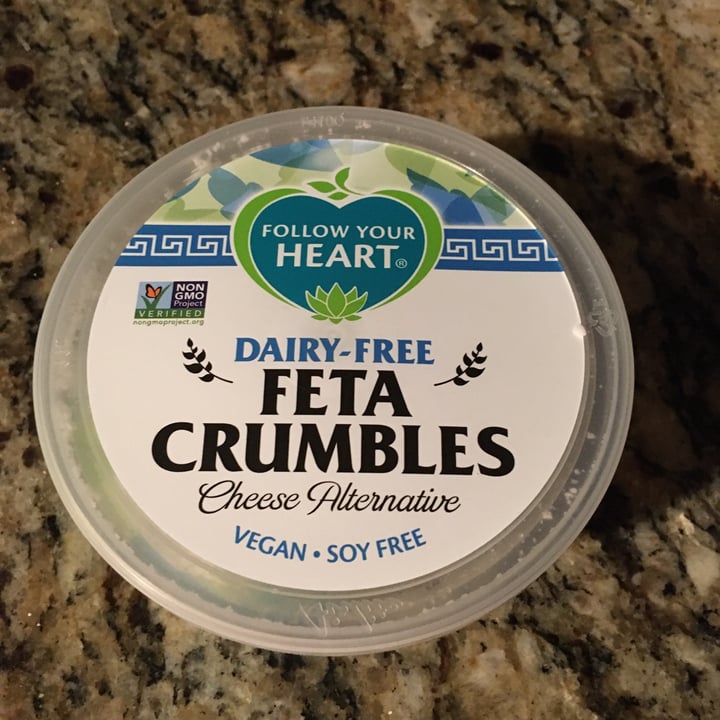 FOLLOW YOUR
HEART®
NON
GMO
Project
VERIFIED
nongmoproject.org
DAIRY-FREE
FETA
CRUMBLES
Cheese Alternative
VEGAN • SOY FREE